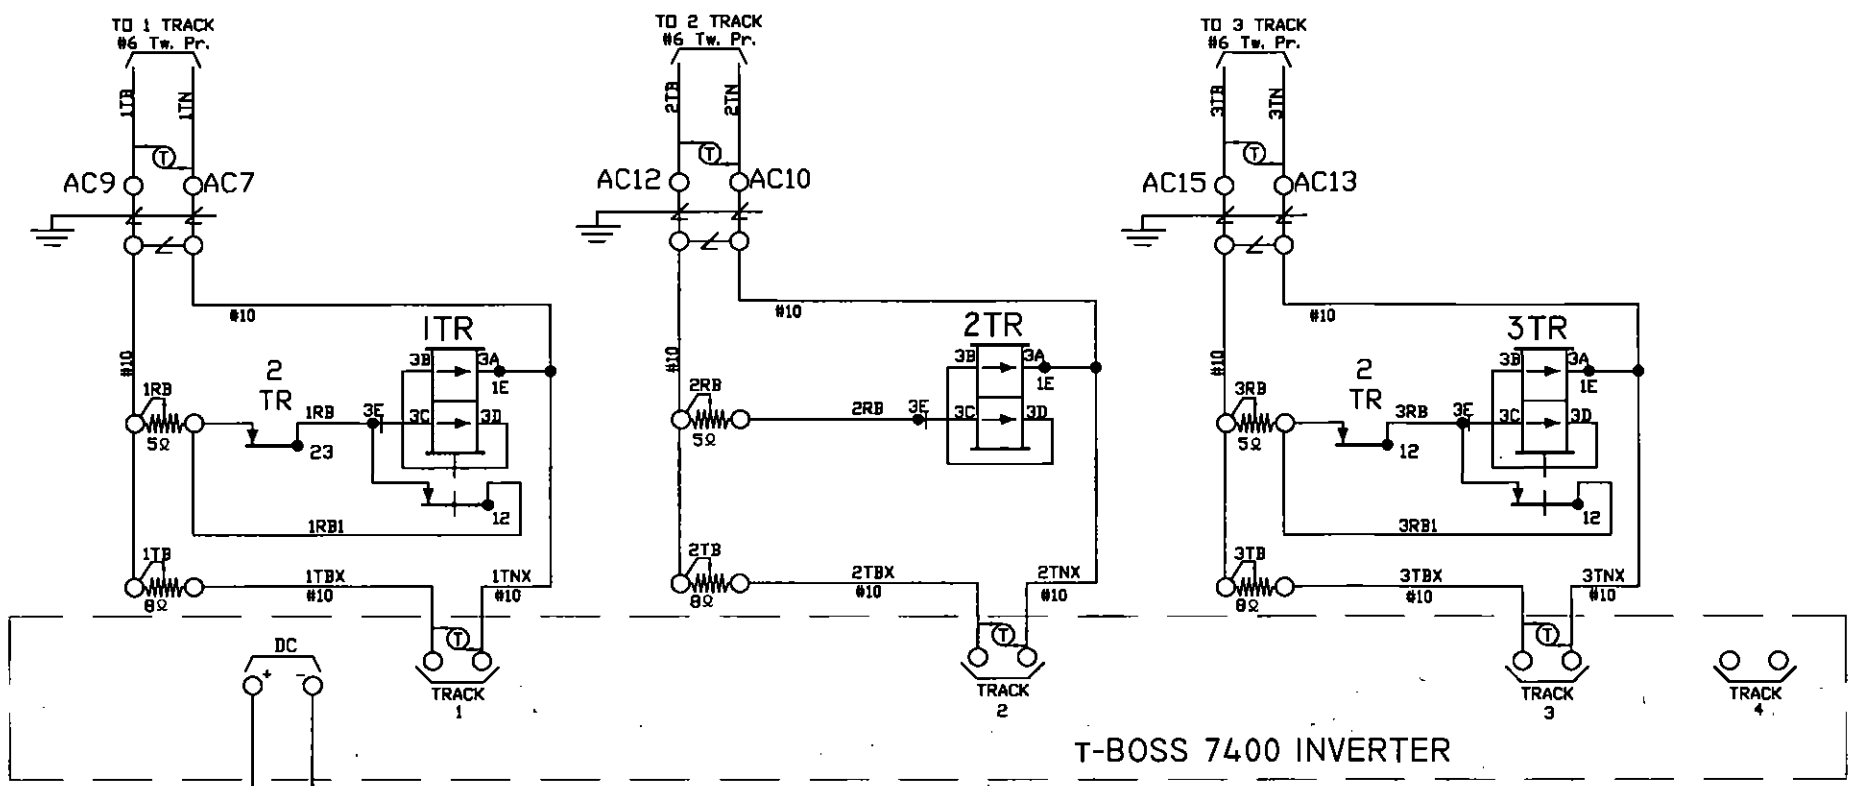 TO 1 TRACK
#6 Tw. Pr.
1TB
1TN
T
AC9
AC7
#10
#10
1TR
3B
3A
1E
2
TR
1RB
5Ω
23
1RB
3E
3C
3D
12
1RB1
1TB
8Ω
1TBX
#10
1TNX
#10
T
TRACK
1
TO 2 TRACK
#6 Tw. Pr.
2TB
2TN
T
AC12
AC10
#10
#10
2TR
3B
3A
1E
2RB
5Ω
2RB
3E
3C
3D
2TB
8Ω
2TBX
#10
2TNX
#10
T
TRACK
2
TO 3 TRACK
#6 Tw. Pr.
3TB
3TN
T
AC15
AC13
#10
#10
3TR
3B
3A
1E
2
TR
3RB
5Ω
12
3RB
3E
3C
3D
12
3RB1
3TB
8Ω
3TBX
#10
3TNX
#10
T
TRACK
3
TRACK
4
DC
+ -
T-BOSS 7400 INVERTER